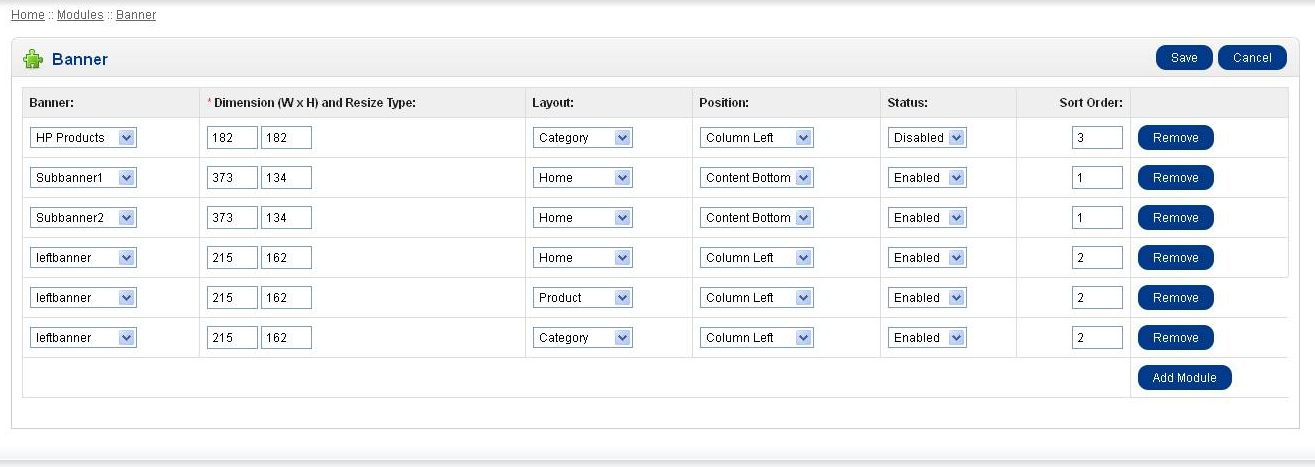 Home :: Modules :: Banner
Banner Save Cancel
Banner: * Dimension (W x H) and Resize Type: Layout: Position: Status: Sort Order:
HP Products 182 182 Category Column Left Disabled 3 Remove
Subbanner1 373 134 Home Content Bottom Enabled 1 Remove
Subbanner2 373 134 Home Content Bottom Enabled 1 Remove
leftbanner 215 162 Home Column Left Enabled 2 Remove
leftbanner 215 162 Product Column Left Enabled 2 Remove
leftbanner 215 162 Category Column Left Enabled 2 Remove
Add Module